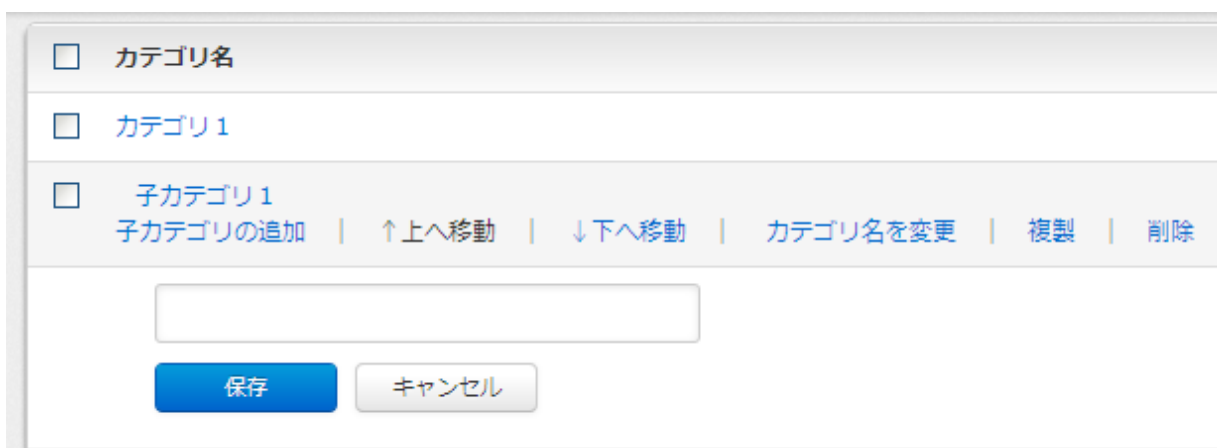 カテゴリ名
カテゴリ 1
子カテゴリ 1
子カテゴリの追加 | ↑上へ移動 | ↓下へ移動 | カテゴリ名を変更 | 複製 | 削除
保存 キャンセル